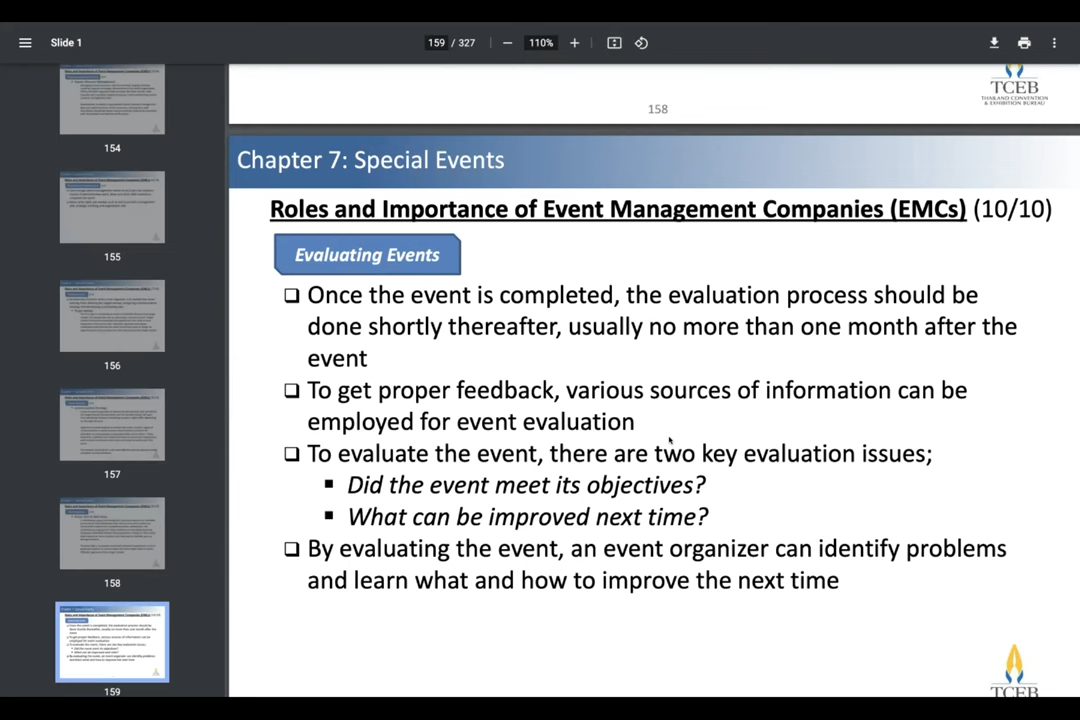 Slide 1
159 / 327
110%
154
155
156
157
158
159
TCEB
THAILAND CONVENTION
& EXHIBITION BUREAU
158
Chapter 7: Special Events
Roles and Importance of Event Management Companies (EMCs) (10/10)
Evaluating Events
❑ Once the event is completed, the evaluation process should be
done shortly thereafter, usually no more than one month after the
event
❑ To get proper feedback, various sources of information can be
employed for event evaluation
❑ To evaluate the event, there are two key evaluation issues;
▪ Did the event meet its objectives?
▪ What can be improved next time?
❑ By evaluating the event, an event organizer can identify problems
and learn what and how to improve the next time
TCEB